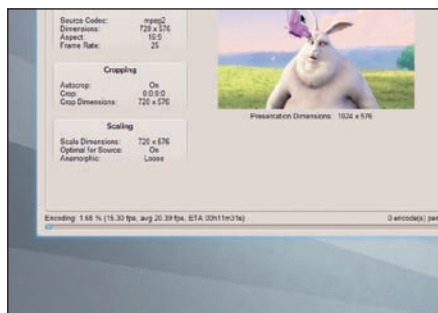 Source Codec: mpeg2
Dimensions: 720 x 576
Aspect: 16:9
Frame Rate: 25
Cropping
Autocrop: On
Crop: 0:0:0:0
Crop Dimensions: 720 x 576
Scaling
Scale Dimensions: 720 x 576
Optimal for Source: On
Anamorphic: Loose
Presentation Dimensions: 1024 x 576
Encoding: 1.68 % (15.30 fps, avg 20.39 fps, ETA 00h11m31s)
0 encode(s) pen